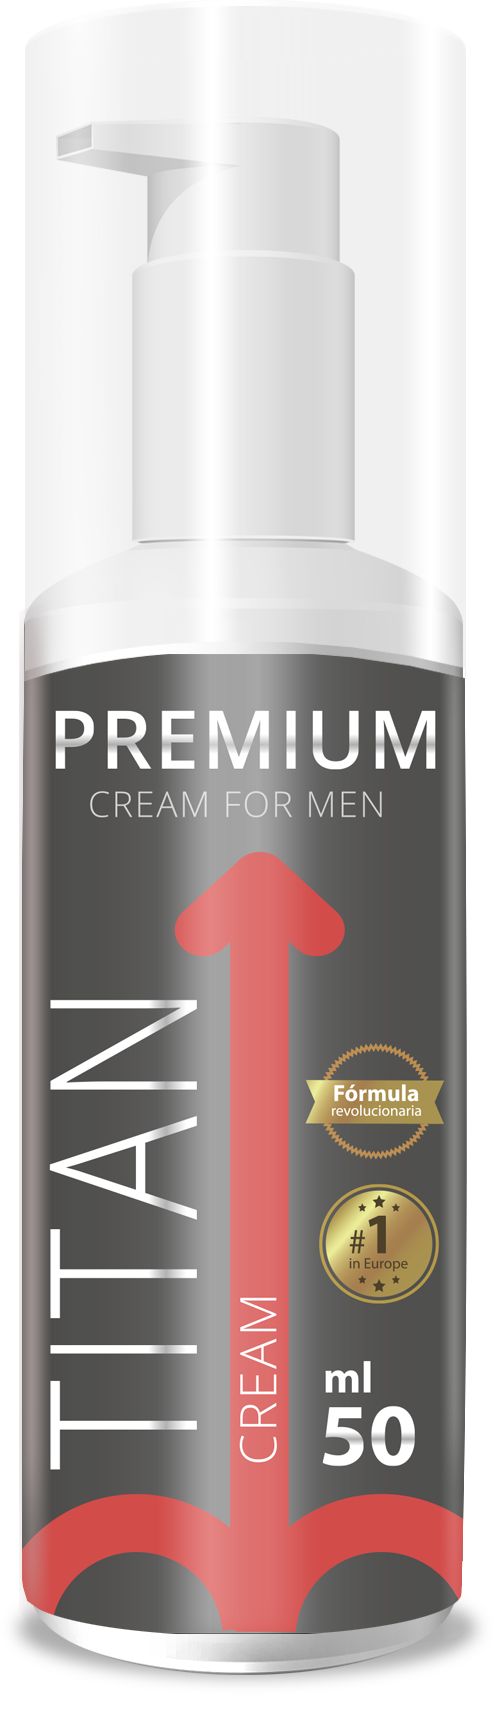 PREMIUM
CREAM FOR MEN
TITAN
CREAM
Fórmula
revolucionaria
#1
in Europe
ml
50